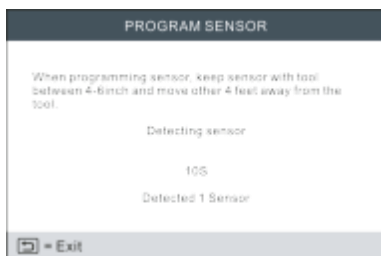 PROGRAM SENSOR
When programming sensor, keep sensor with tool
between 4-6inch and move other 4 feet away from the
tool.
Detecting sensor
10S
Detected 1 Sensor
= Exit